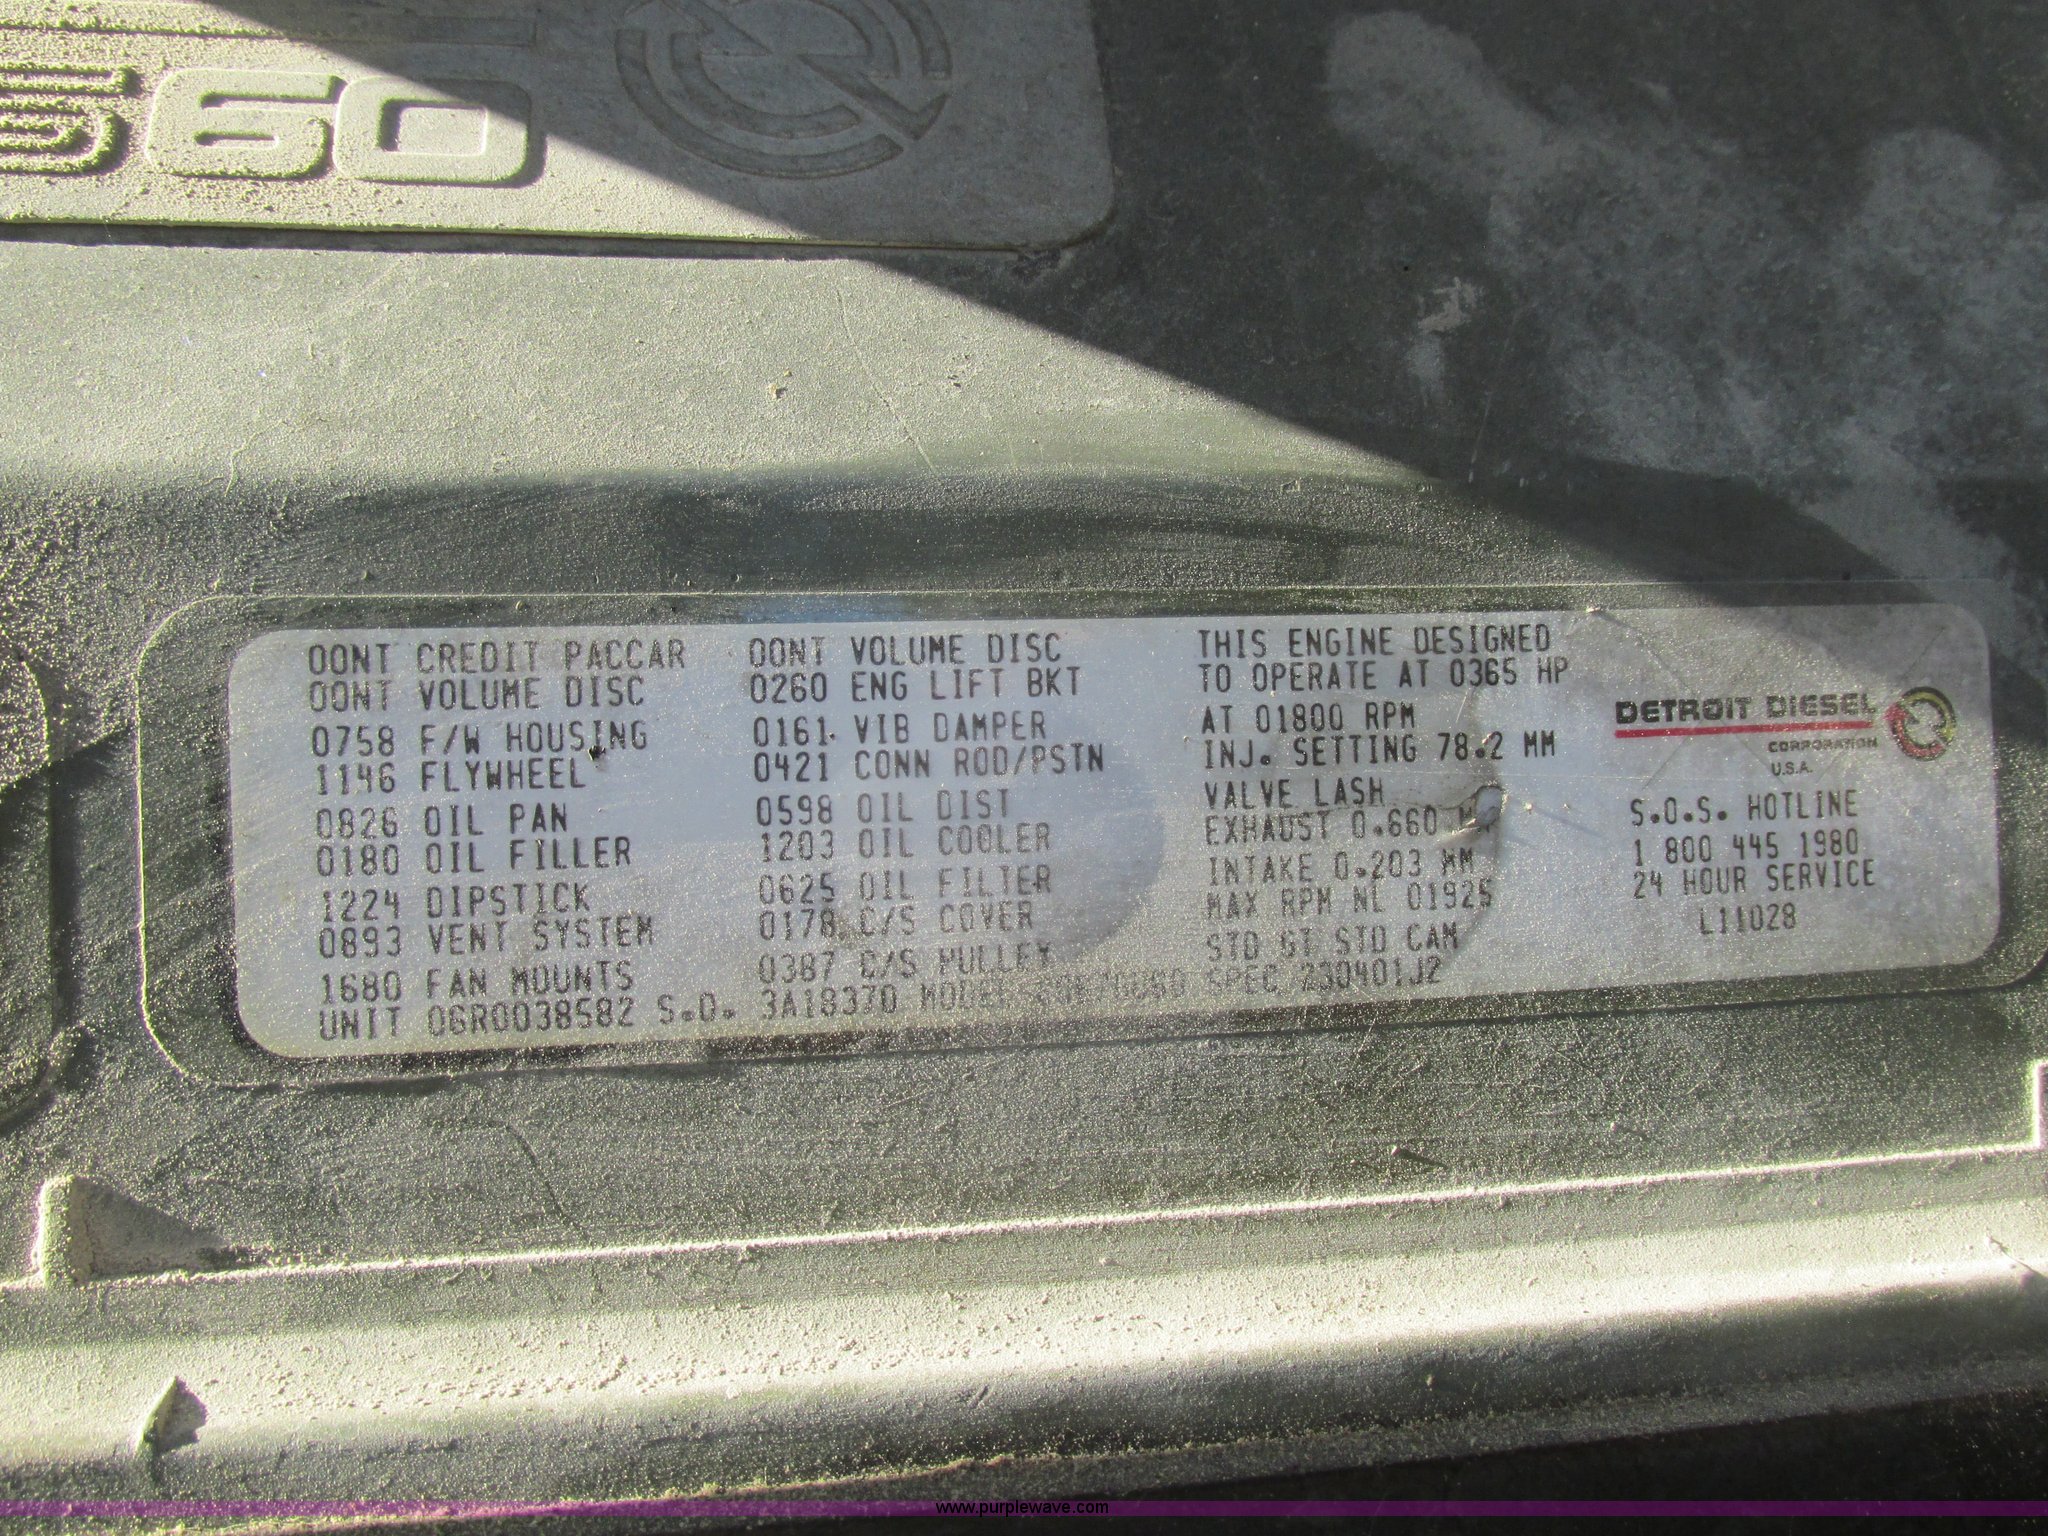 60
00NT CREDIT PACCAR
00NT VOLUME DISC
0758 F/W HOUSING
1146 FLYWHEEL
0826 OIL PAN
0180 OIL FILLER
1224 DIPSTICK
0893 VENT SYSTEM
1680 FAN MOUNTS
00NT VOLUME DISC
0260 ENG LIFT BKT
0161 VIB DAMPER
0421 CONN ROD/PSTN
0598 OIL DIST
1203 OIL COOLER
0625 OIL FILTER
0178 C/S COVER
0387 C/S PULLEY
THIS ENGINE DESIGNED
TO OPERATE AT 0365 HP
AT 01800 RPM
INJ. SETTING 78.2 MM
VALVE LASH
EXHAUST 0.660
INTAKE 0.203 MM
MAX RPM NL 01925
STD GT STD CAM
UNIT 06R0038582 S.O. 3A18370 MODEL SPEC 230401J2
DETROIT DIESEL
CORPORATION
U.S.A.
S.O.S. HOTLINE
1 800 445 1980
24 HOUR SERVICE
L11028
www.purplewave.com